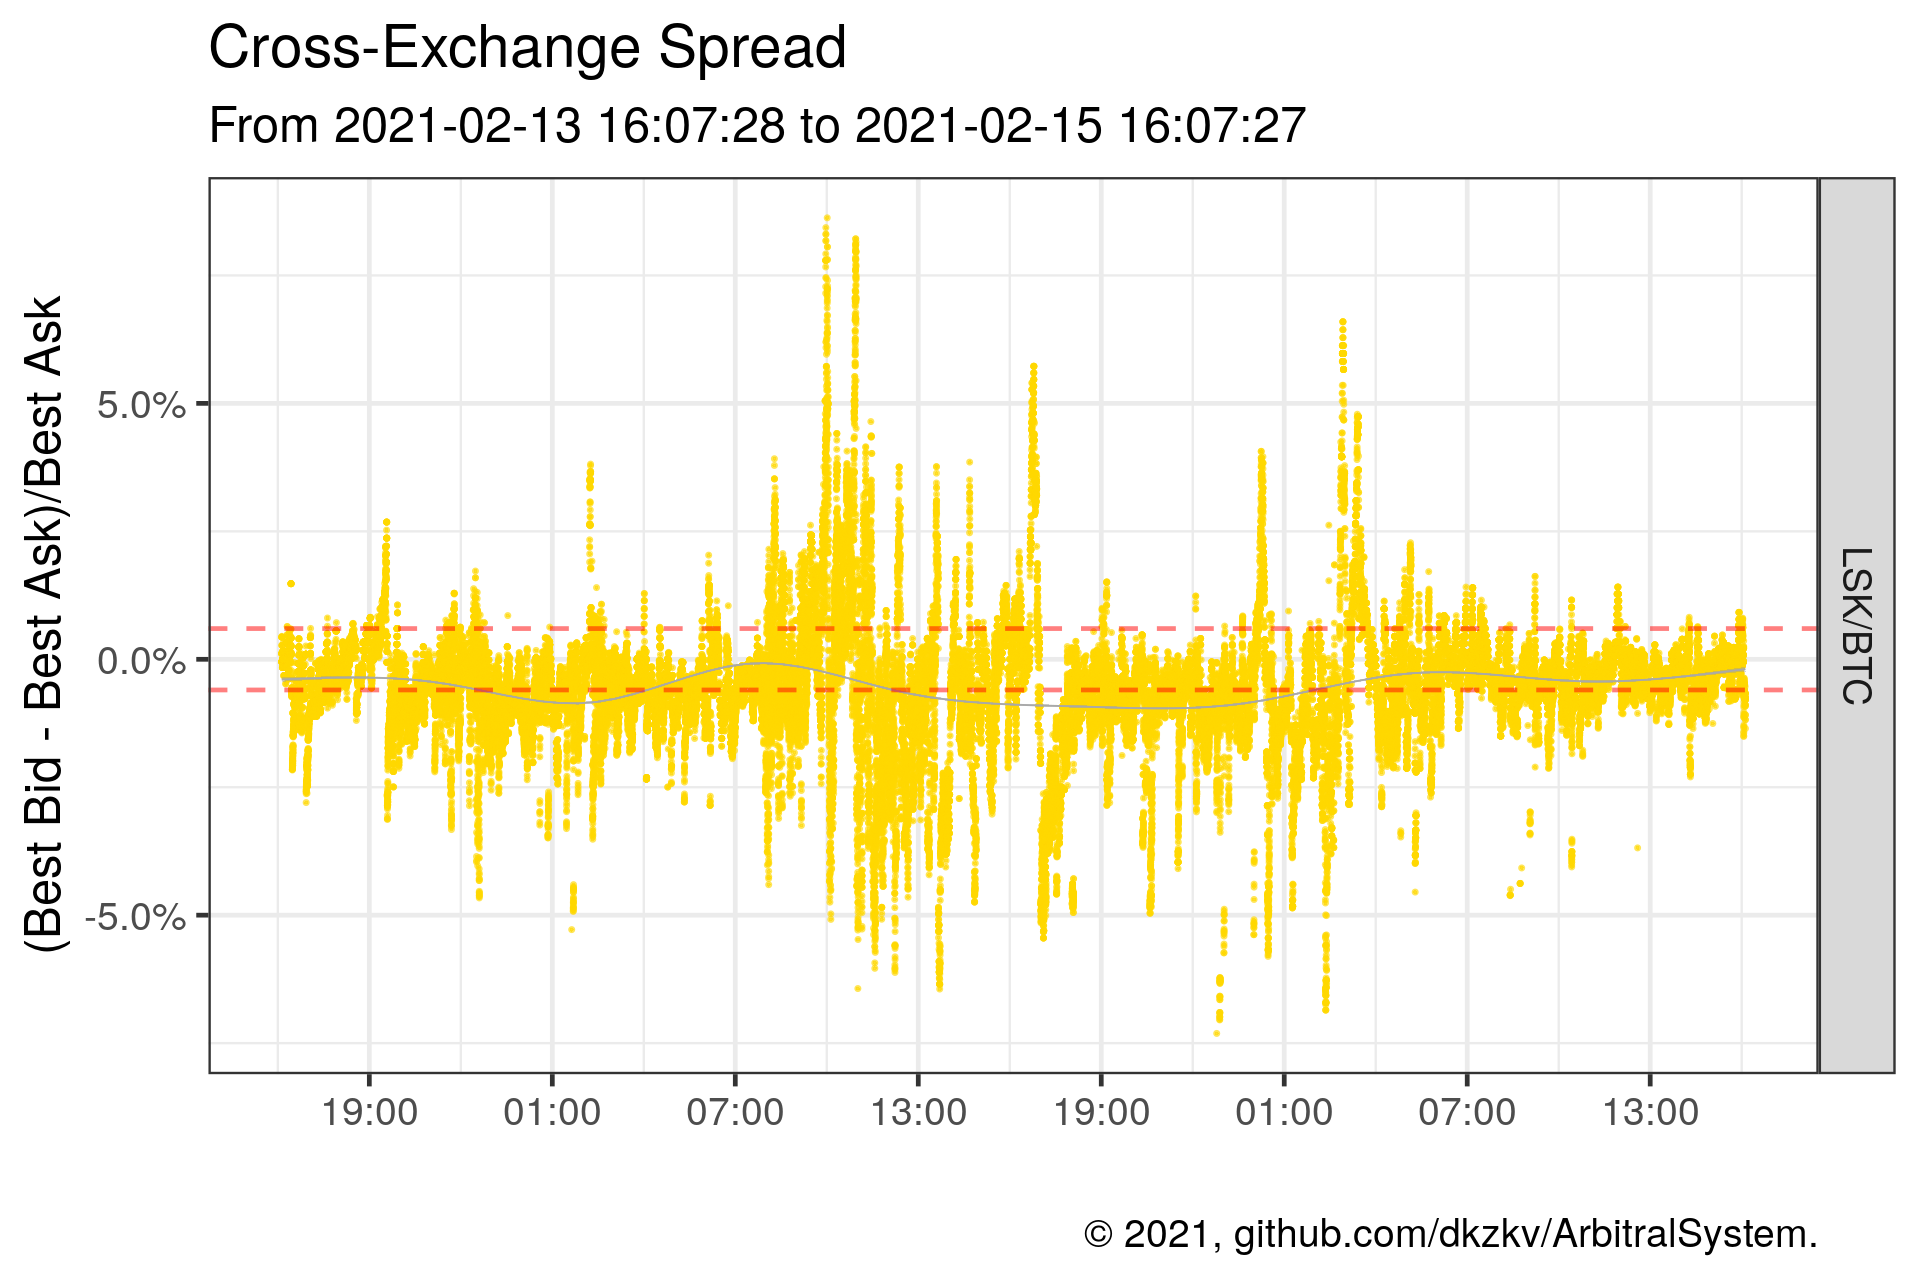 Cross-Exchange Spread
From 2021-02-13 16:07:28 to 2021-02-15 16:07:27
(Best Bid - Best Ask)/Best Ask
5.0%
0.0%
-5.0%
LSK/BTC
19:00 01:00 07:00 13:00 19:00 01:00 07:00 13:00
© 2021, github.com/dkzkv/ArbitralSystem.